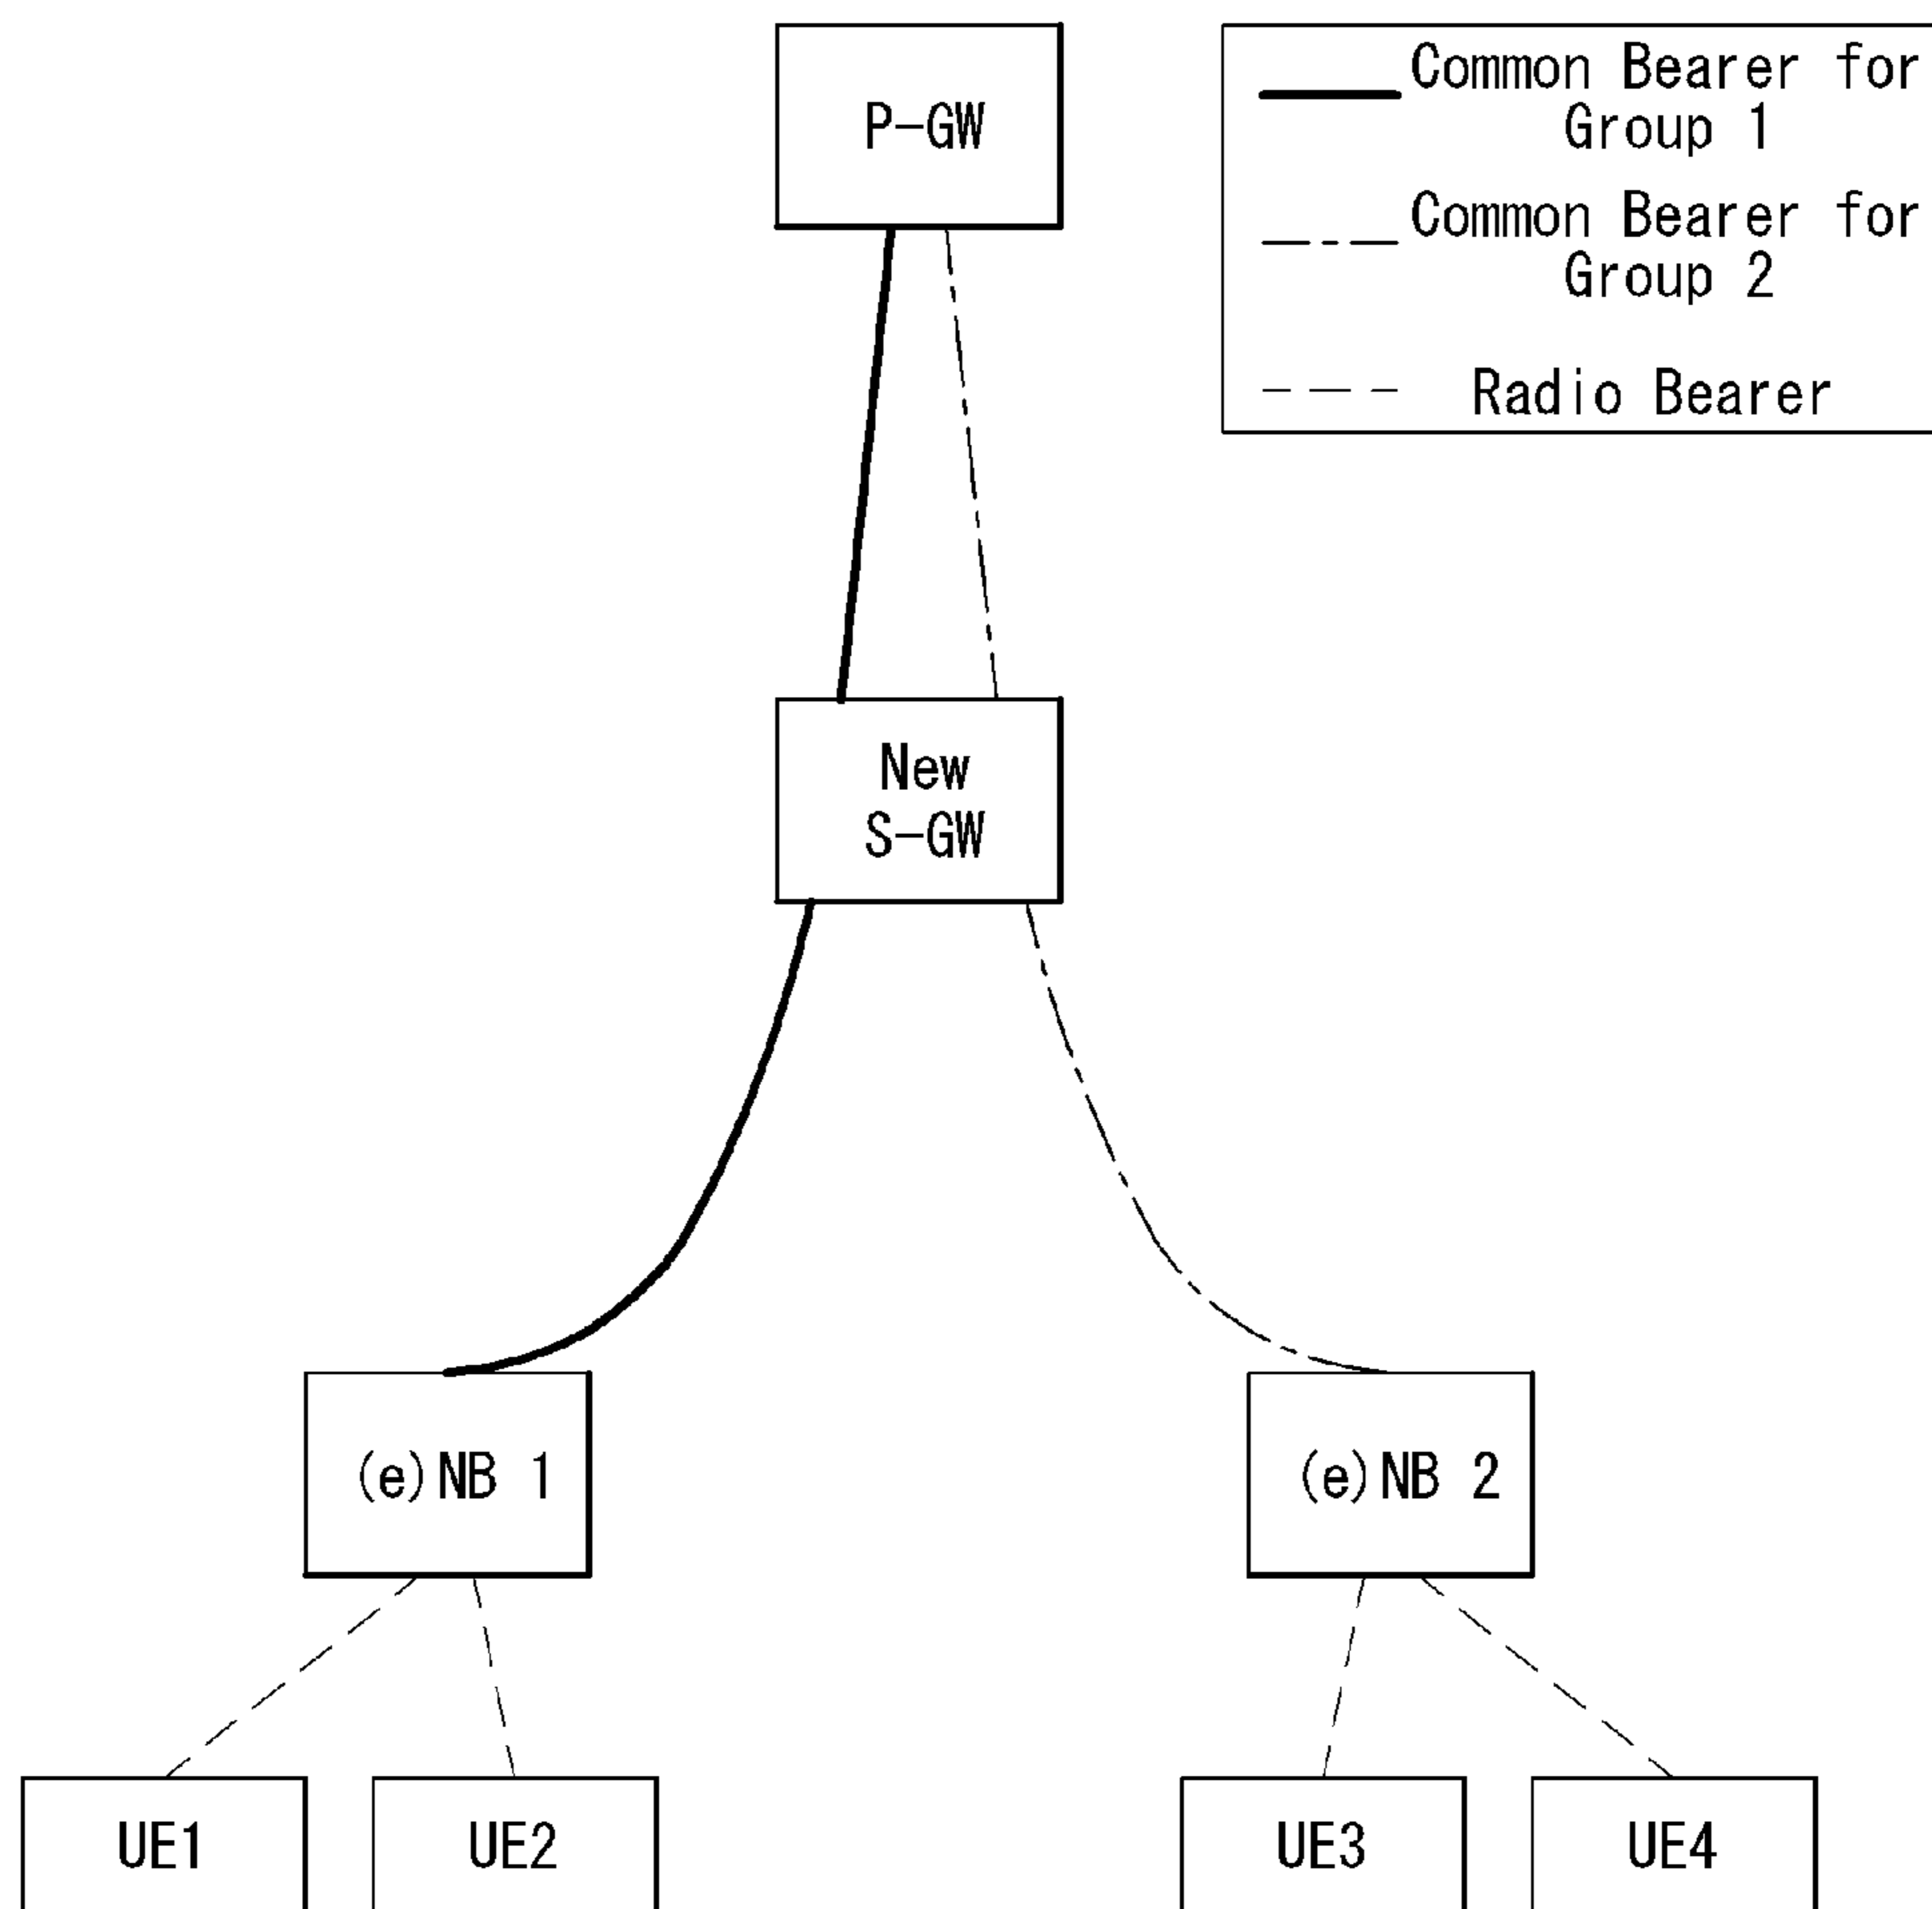 P-GW
Common Bearer for
Group 1
Common Bearer for
Group 2
Radio Bearer
New
S-GW
(e)NB 1
(e)NB 2
UE1
UE2
UE3
UE4